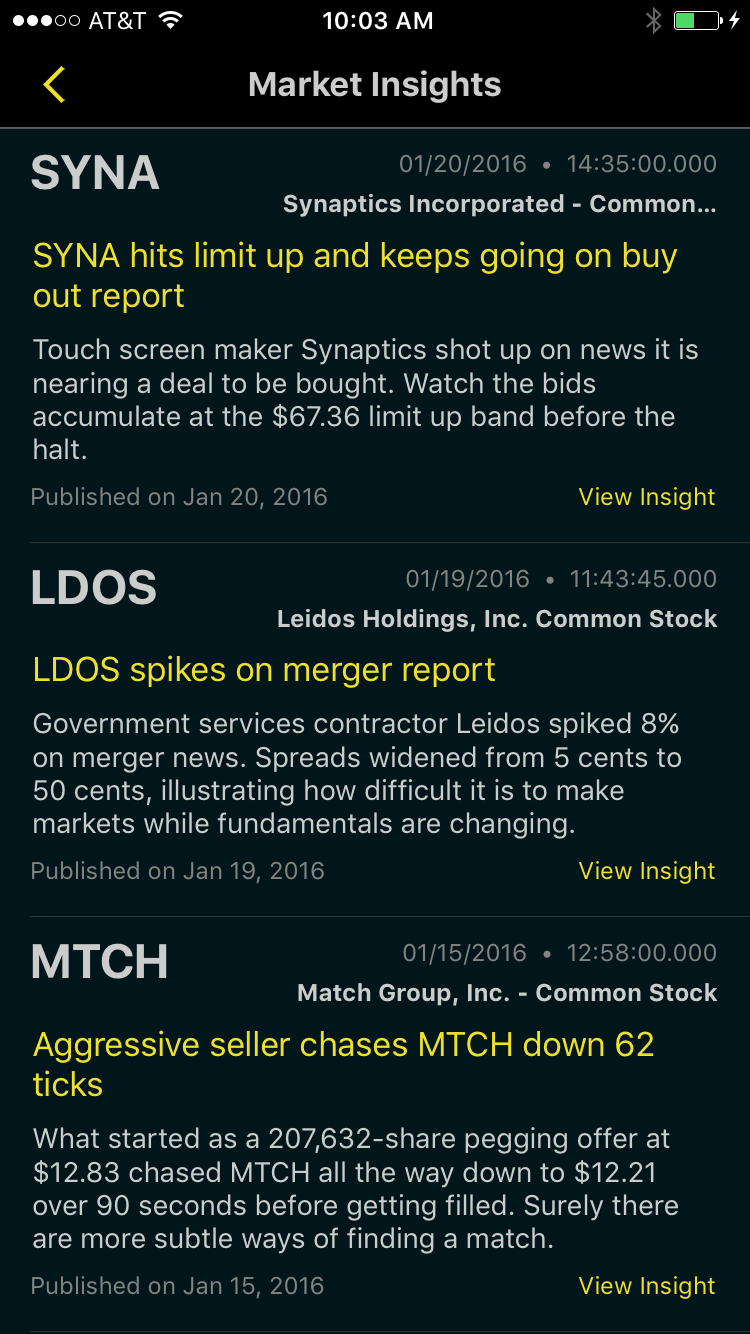 AT&T 10:03 AM
Market Insights
SYNA 01/20/2016 • 14:35:00.000
Synaptics Incorporated - Common...
SYNA hits limit up and keeps going on buy
out report
Touch screen maker Synaptics shot up on news it is
nearing a deal to be bought. Watch the bids
accumulate at the $67.36 limit up band before the
halt.
Published on Jan 20, 2016 View Insight
LDOS 01/19/2016 • 11:43:45.000
Leidos Holdings, Inc. Common Stock
LDOS spikes on merger report
Government services contractor Leidos spiked 8%
on merger news. Spreads widened from 5 cents to
50 cents, illustrating how difficult it is to make
markets while fundamentals are changing.
Published on Jan 19, 2016 View Insight
MTCH 01/15/2016 • 12:58:00.000
Match Group, Inc. - Common Stock
Aggressive seller chases MTCH down 62
ticks
What started as a 207,632-share pegging offer at
$12.83 chased MTCH all the way down to $12.21
over 90 seconds before getting filled. Surely there
are more subtle ways of finding a match.
Published on Jan 15, 2016 View Insight